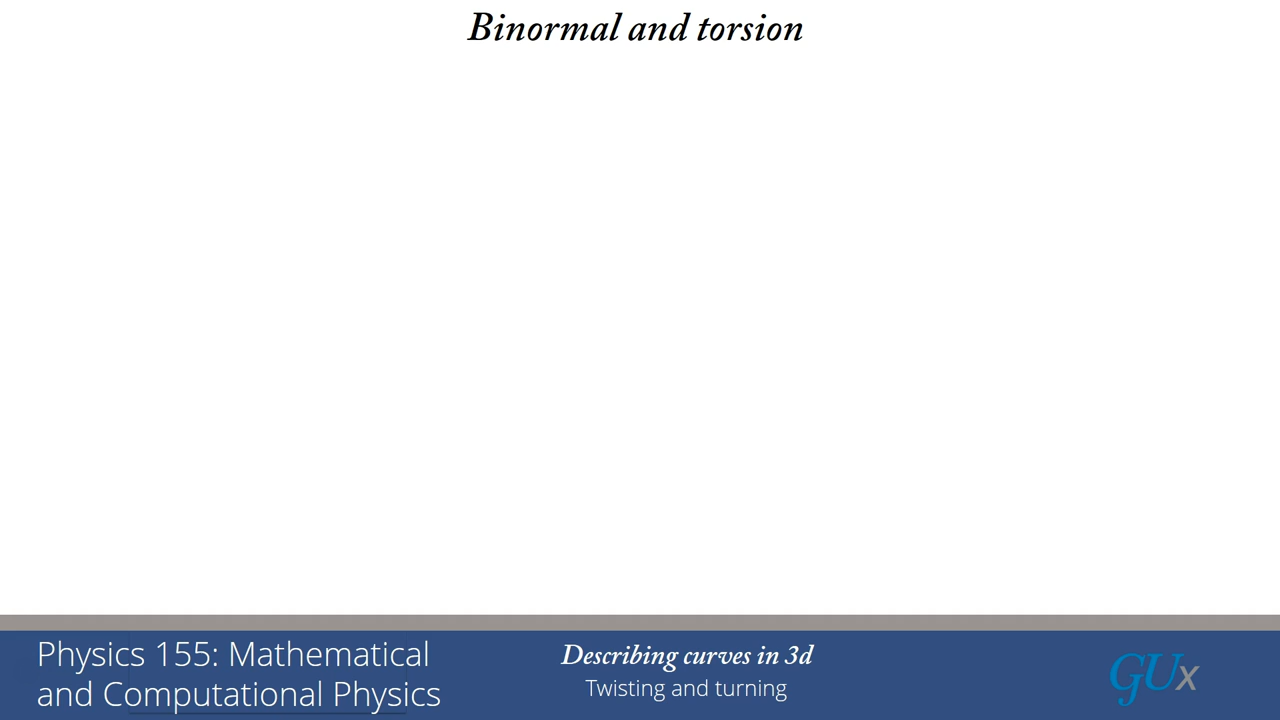 Binormal and torsion
Physics 155: Mathematical
and Computational Physics
Describing curves in 3d
Twisting and turning
GUx